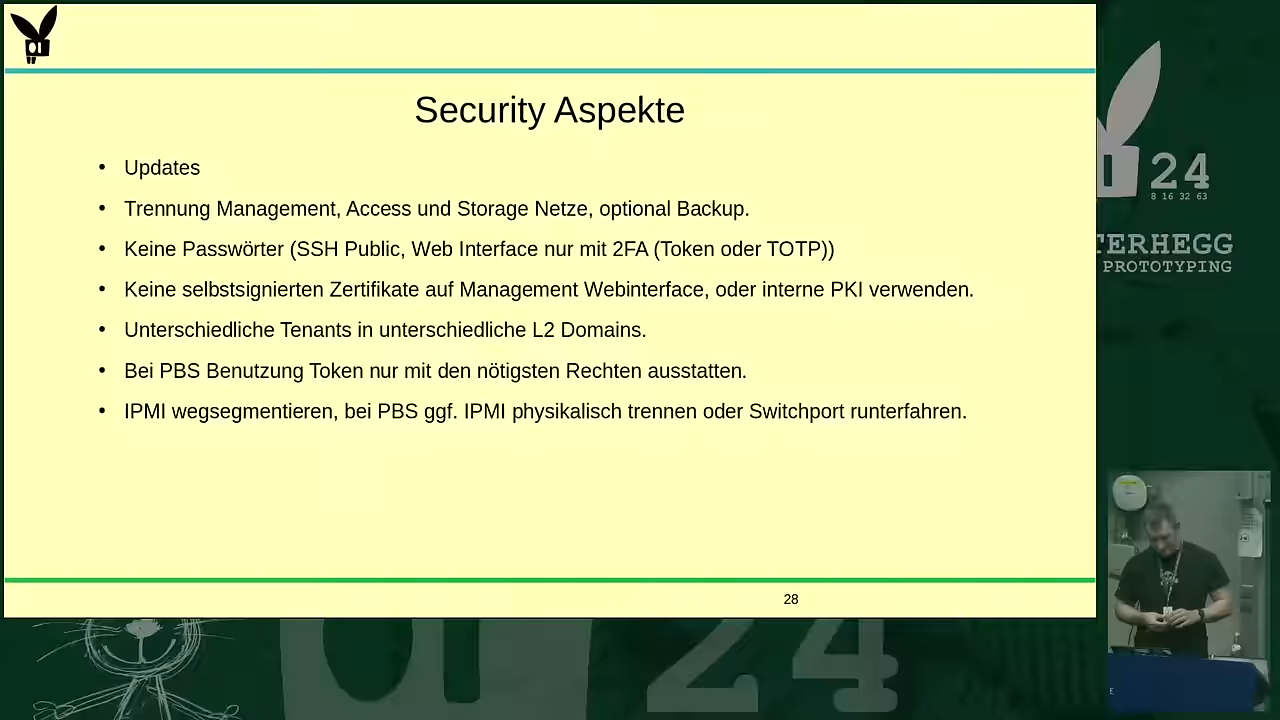 Security Aspekte
• Updates
• Trennung Management, Access und Storage Netze, optional Backup.
• Keine Passwörter (SSH Public, Web Interface nur mit 2FA (Token oder TOTP))
• Keine selbstsignierten Zertifikate auf Management Webinterface, oder interne PKI verwenden.
• Unterschiedliche Tenants in unterschiedliche L2 Domains.
• Bei PBS Benutzung Token nur mit den nötigsten Rechten ausstatten.
• IPMI wegsegmentieren, bei PBS ggf. IPMI physikalisch trennen oder Switchport runterfahren.
28
24
8 16 32 63
TERHEGG
PROTOTYPING
24